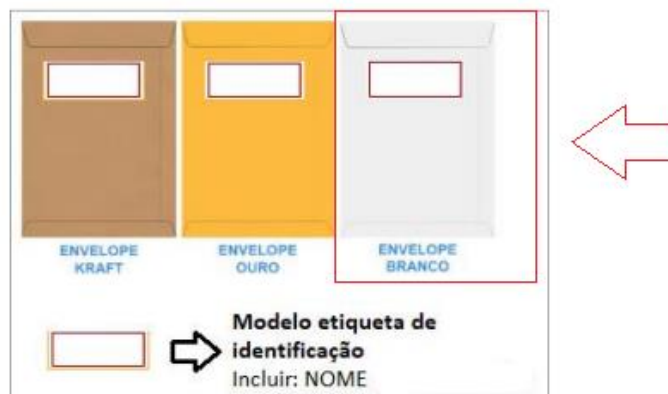 ENVELOPE
KRAFT
ENVELOPE
OURO
ENVELOPE
BRANCO
Modelo etiqueta de
identificação
Incluir: NOME